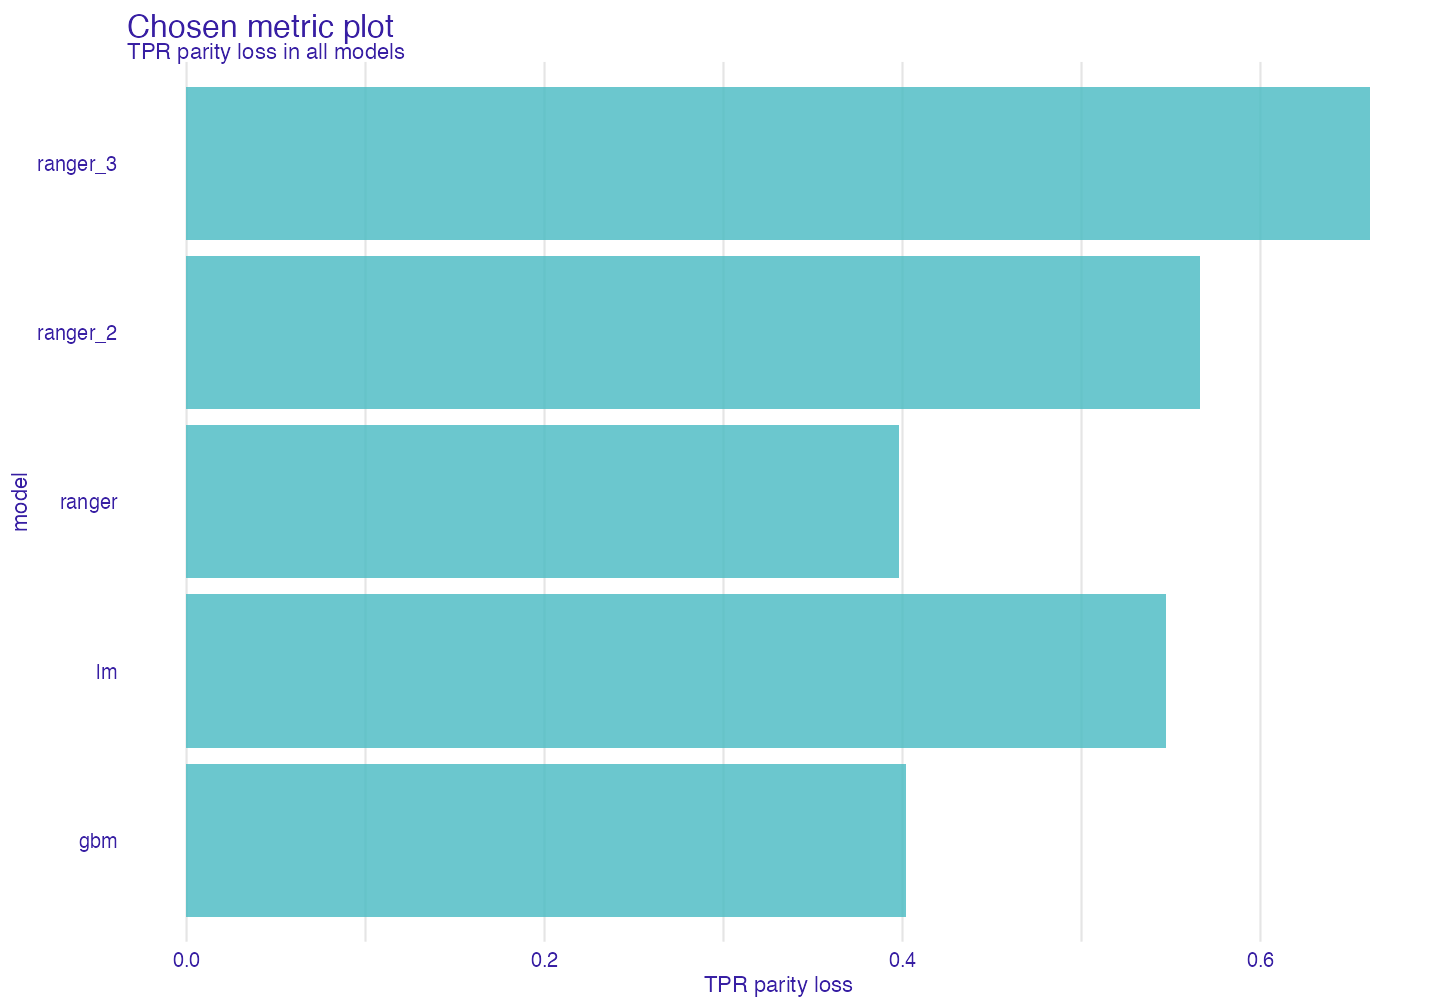 Chosen metric plot
TPR parity loss in all models
ranger_3
ranger_2
ranger
lm
gbm
model
0.0
0.2
0.4
0.6
TPR parity loss